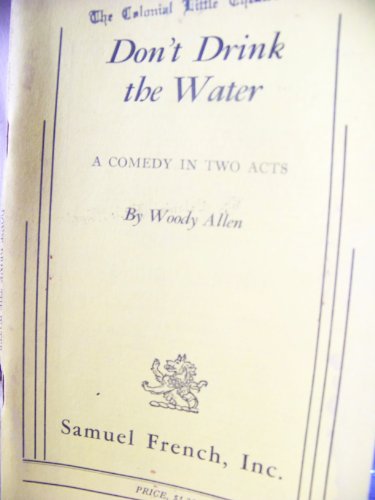 The Colonial Little
Don't Drink
the Water
A COMEDY IN TWO ACTS
By Woody Allen
Samuel French, Inc.
PRICE,